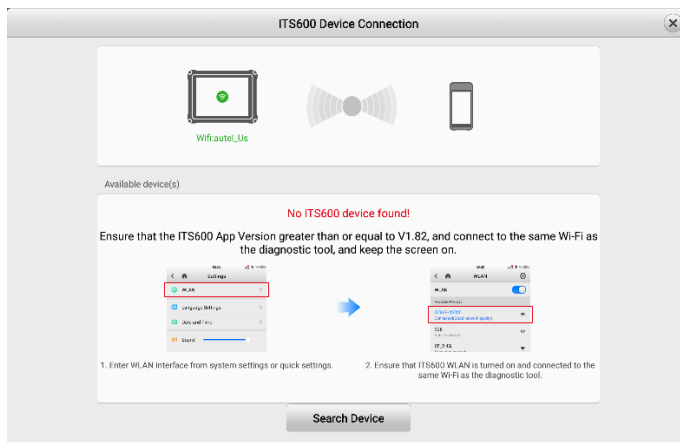 ITS600 Device Connection
Wifi:autel_Us
Available device(s)
No ITS600 device found!
Ensure that the ITS600 App Version greater than or equal to V1.82, and connect to the same Wi-Fi as
the diagnostic tool, and keep the screen on.
Settings
WLAN
Language Settings
Date and Time
Sound
WLAN
WLAN
1. Enter WLAN interface from system settings or quick settings.
2. Ensure that ITS600 WLAN is turned on and connected to the
same Wi-Fi as the diagnostic tool.
Search Device